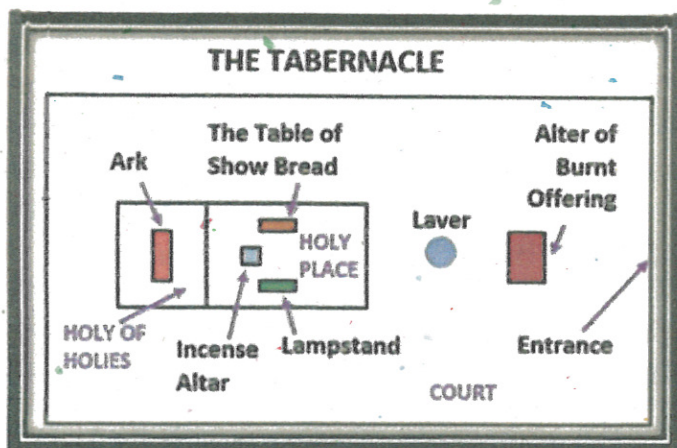 THE TABERNACLE
The Table of
Show Bread
Ark
Alter of
Burnt
Offering
Laver
HOLY
PLACE
HOLY OF
HOLIES
Incense
Altar
Lampstand
Entrance
COURT